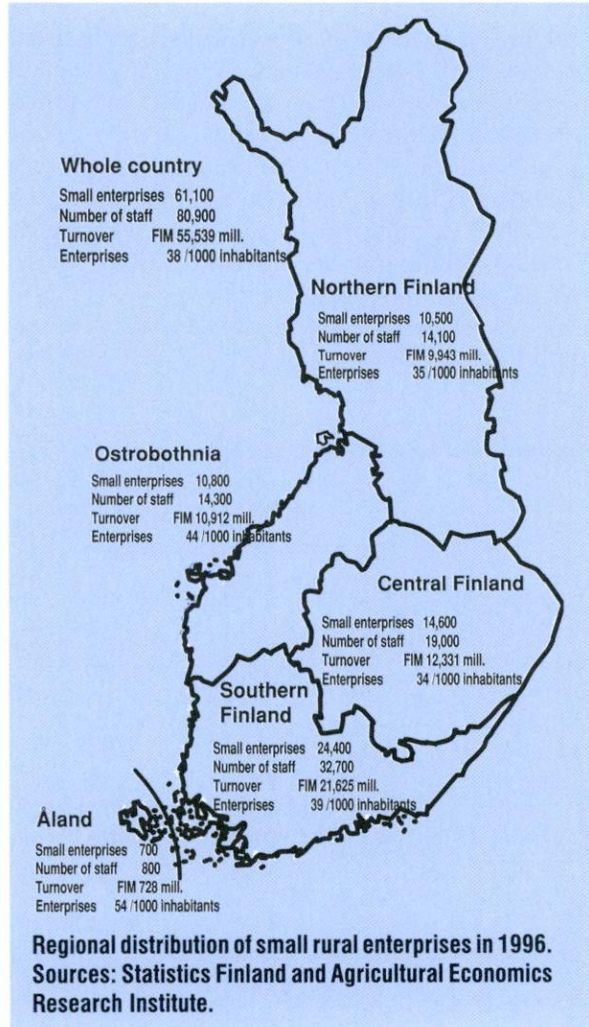 Whole country
Small enterprises 61,100
Number of staff 80,900
Turnover FIM 55,539 mill.
Enterprises 38 /1000 inhabitants
Northern Finland
Small enterprises 10,500
Number of staff 14,100
Turnover FIM 9,943 mill.
Enterprises 35 /1000 inhabitants
Ostrobothnia
Small enterprises 10,800
Number of staff 14,300
Turnover FIM 10,912 mill.
Enterprises 44 /1000 inhabitants
Central Finland
Small enterprises 14,600
Number of staff 19,000
Turnover FIM 12,331 mill.
Enterprises 34 /1000 inhabitants
Southern
Finland
Small enterprises 24,400
Number of staff 32,700
Turnover FIM 21,625 mill.
Enterprises 39 /1000 inhabitants
Åland
Small enterprises 700
Number of staff 800
Turnover FIM 728 mill.
Enterprises 54 /1000 inhabitants
Regional distribution of small rural enterprises in 1996.
Sources: Statistics Finland and Agricultural Economics
Research Institute.